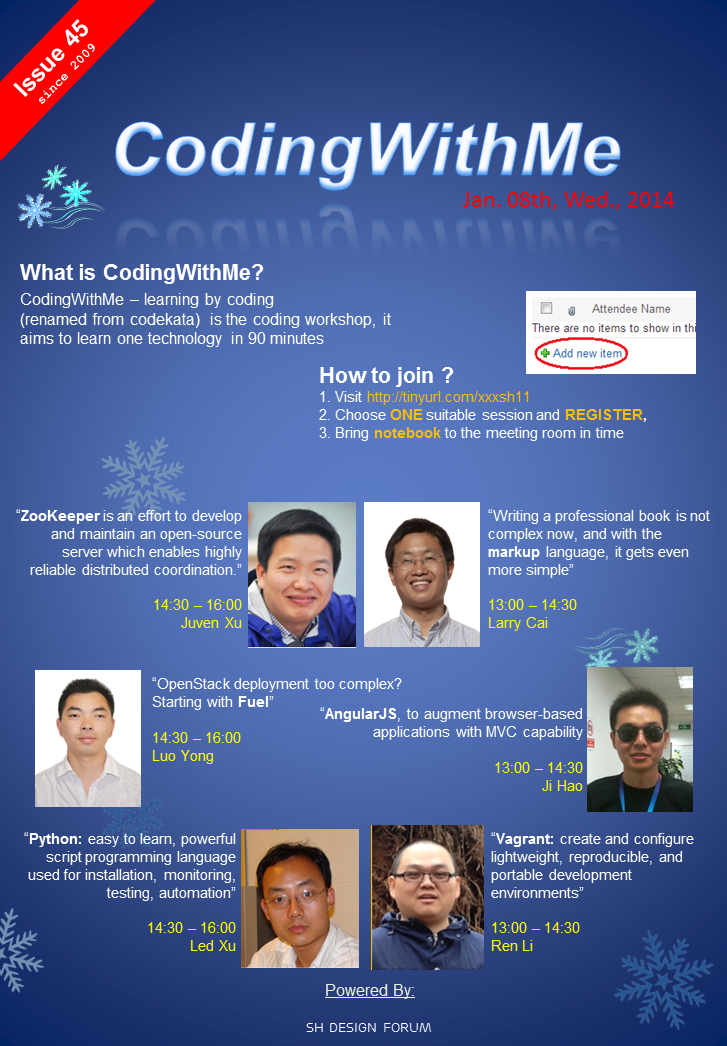 Issue 45
since 2009
CodingWithMe
Jan. 08th, Wed., 2014
What is CodingWithMe?
CodingWithMe – learning by coding
(renamed from codekata) is the coding workshop, it
aims to learn one technology in 90 minutes
Attendee Name
There are no items to show in thi
Add new item
How to join ?
1. Visit http://tinyurl.com/xxxsh11
2. Choose ONE suitable session and REGISTER,
3. Bring notebook to the meeting room in time
“ZooKeeper is an effort to develop
and maintain an open-source
server which enables highly
reliable distributed coordination.”
14:30 – 16:00
Juven Xu
“Writing a professional book is not
complex now, and with the
markup language, it gets even
more simple”
13:00 – 14:30
Larry Cai
“OpenStack deployment too complex?
Starting with Fuel”
14:30 – 16:00
Luo Yong
“AngularJS, to augment browser-based
applications with MVC capability
13:00 – 14:30
Ji Hao
“Python: easy to learn, powerful
script programming language
used for installation, monitoring,
testing, automation”
14:30 – 16:00
Led Xu
“Vagrant: create and configure
lightweight, reproducible, and
portable development
environments”
13:00 – 14:30
Ren Li
Powered By:
SH DESIGN FORUM